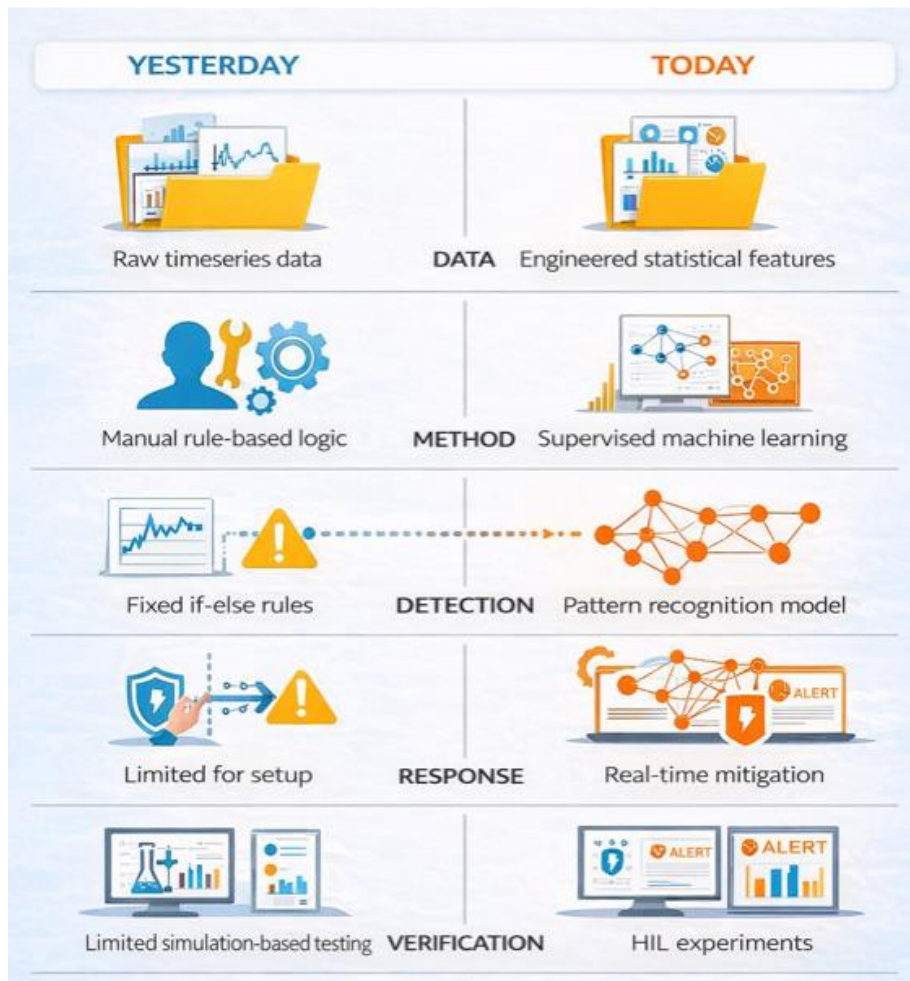 YESTERDAY TODAY
Raw timeseries data DATA Engineered statistical features
Manual rule-based logic METHOD Supervised machine learning
Fixed if-else rules DETECTION Pattern recognition model
ALERT
Limited for setup RESPONSE Real-time mitigation
ALERT ALERT
Limited simulation-based testing VERIFICATION HIL experiments